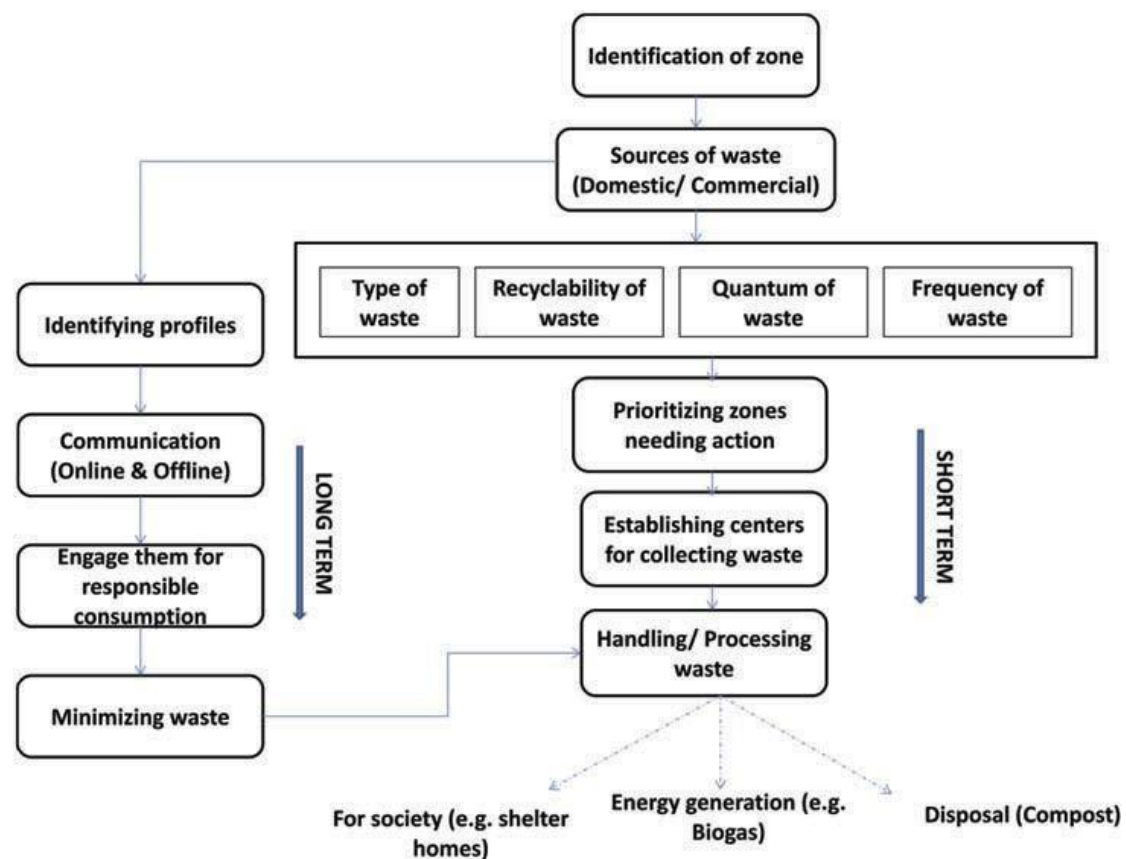 Identification of zone
Sources of waste
(Domestic/ Commercial)
Type of
waste
Recyclability of
waste
Quantum of
waste
Frequency of
waste
Identifying profiles
Prioritizing zones
needing action
Communication
(Online & Offline)
LONG TERM
SHORT TERM
Establishing centers
for collecting waste
Engage them for
responsible
consumption
Handling/ Processing
waste
Minimizing waste
For society (e.g. shelter
homes)
Energy generation (e.g.
Biogas)
Disposal (Compost)